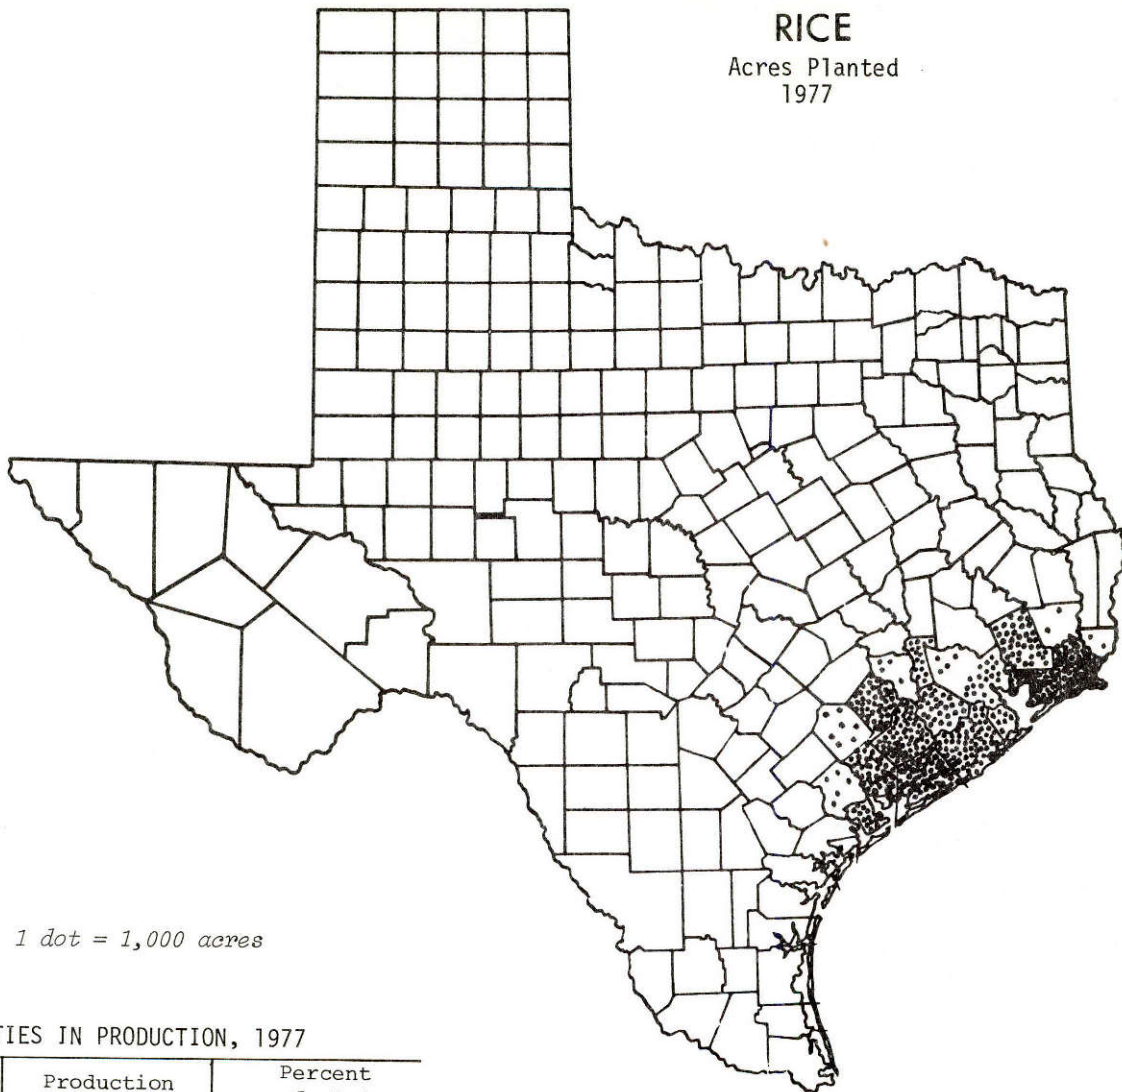 RICE
Acres Planted
1977
1 dot = 1,000 acres
TIES IN PRODUCTION, 1977
Production
Percent